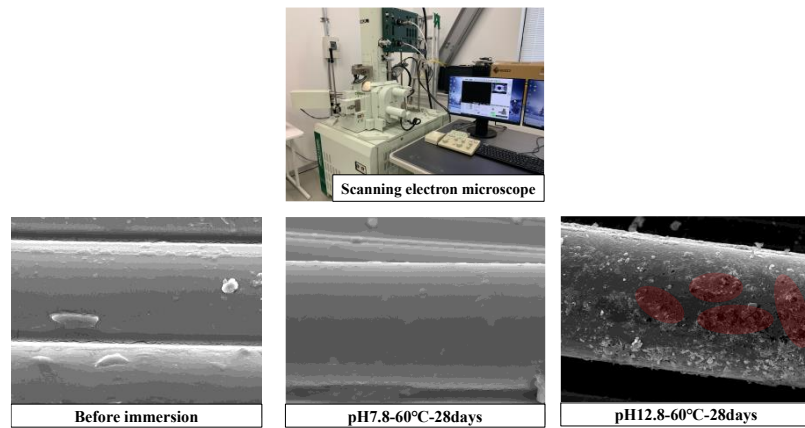 Scanning electron microscope
Before immersion
pH7.8-60℃-28days
pH12.8-60℃-28days